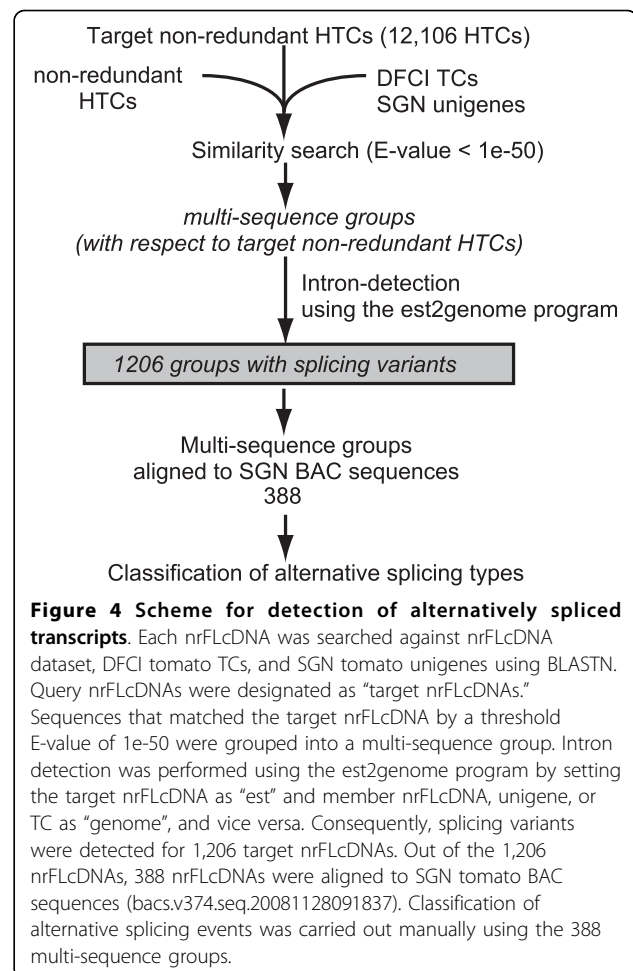 Target non-redundant HTCs (12,106 HTCs)
non-redundant
HTCs
DFCI TCs
SGN unigenes
Similarity search (E-value < 1e-50)
multi-sequence groups
(with respect to target non-redundant HTCs)
Intron-detection
using the est2genome program
1206 groups with splicing variants
Multi-sequence groups
aligned to SGN BAC sequences
388
Classification of alternative splicing types
Figure 4 Scheme for detection of alternatively spliced
transcripts. Each nrFLcDNA was searched against nrFLcDNA
dataset, DFCI tomato TCs, and SGN tomato unigenes using BLASTN.
Query nrFLcDNAs were designated as “target nrFLcDNAs.”
Sequences that matched the target nrFLcDNA by a threshold
E-value of 1e-50 were grouped into a multi-sequence group. Intron
detection was performed using the est2genome program by setting
the target nrFLcDNA as “est” and member nrFLcDNA, unigene, or
TC as “genome”, and vice versa. Consequently, splicing variants
were detected for 1,206 target nrFLcDNAs. Out of the 1,206
nrFLcDNAs, 388 nrFLcDNAs were aligned to SGN tomato BAC
sequences (bacs.v374.seq.20081128091837). Classification of
alternative splicing events was carried out manually using the 388
multi-sequence groups.